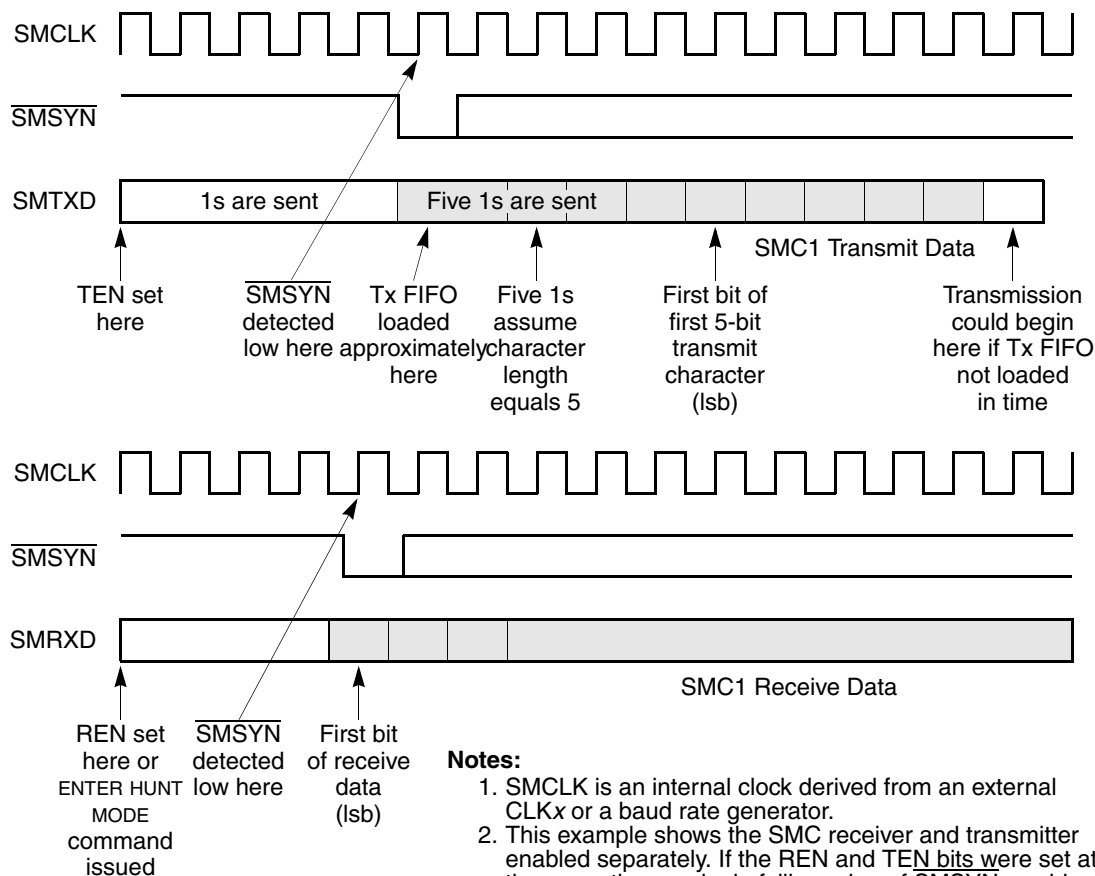 SMCLK
SMSYN
SMTXD
1s are sent
Five 1s are sent
SMC1 Transmit Data
TEN set
here
SMSYN
detected
low here
Tx FIFO
loaded
approximately
here
Five 1s
assume
character
length
equals 5
First bit of
first 5-bit
transmit
character
(lsb)
Transmission
could begin
here if Tx FIFO
not loaded
in time
SMCLK
SMSYN
SMRXD
SMC1 Receive Data
REN set
here or
ENTER HUNT
MODE
command
issued
SMSYN
detected
low here
First bit
of receive
data
(lsb)
Notes:
1. SMCLK is an internal clock derived from an external
CLKx or a baud rate generator.
2. This example shows the SMC receiver and transmitter
enabled separately. If the REN and TEN bits were set at